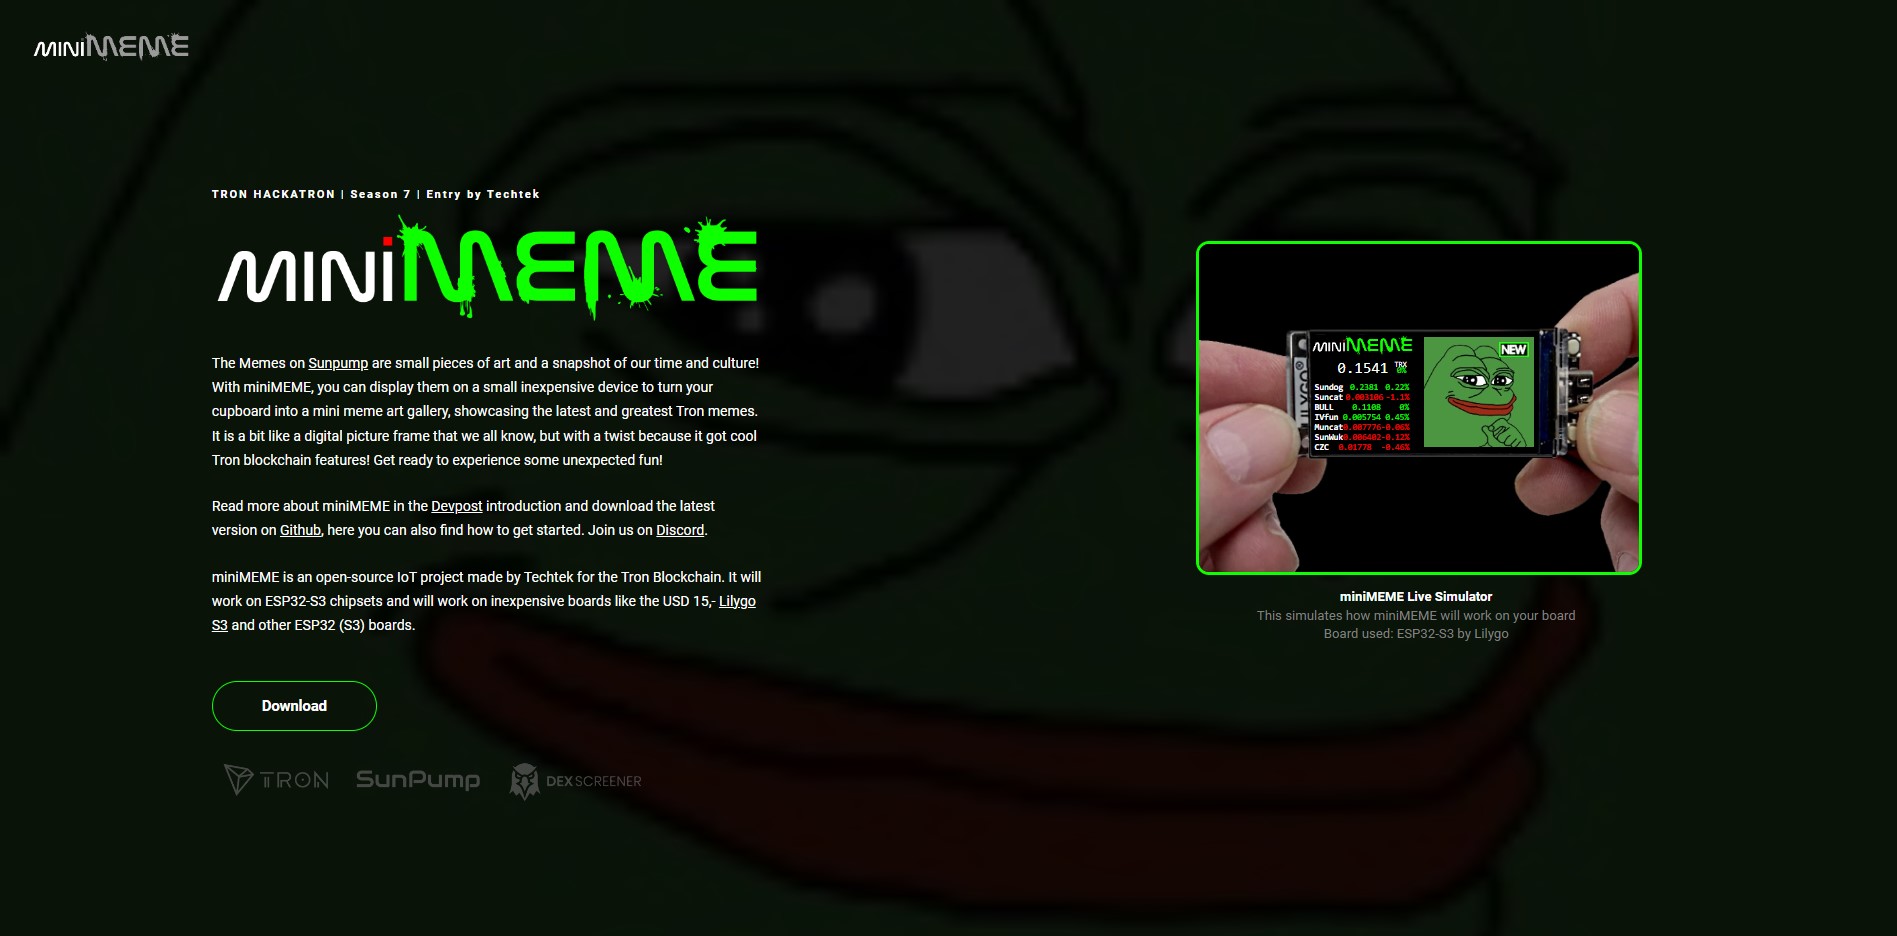 miniMEME
TRON HACKATRON | Season 7 | Entry by Techtek
miniMEME
The Memes on Sunpump are small pieces of art and a snapshot of our time and culture!
With miniMEME, you can display them on a small inexpensive device to turn your
cupboard into a mini meme art gallery, showcasing the latest and greatest Tron memes.
It is a bit like a digital picture frame that we all know, but with a twist because it got cool
Tron blockchain features! Get ready to experience some unexpected fun!
Read more about miniMEME in the Devpost introduction and download the latest
version on Github, here you can also find how to get started. Join us on Discord.
miniMEME is an open-source IoT project made by Techtek for the Tron Blockchain. It will
work on ESP32-S3 chipsets and will work on inexpensive boards like the USD 15,- Lilygo
S3 and other ESP32 (S3) boards.
Download
TRON SunPump DEX SCREENER
miniMEME
NEW
0.1541 TRX
0%
Sundog 0.2381 0.22%
Suncat 0.003106 -1.1%
BULL 0.1108 0%
IVfun 0.005754 0.45%
Muncat 0.007776 -0.06%
SunWuk 0.006402 -0.12%
CZC 0.01778 -0.46%
miniMEME Live Simulator
This simulates how miniMEME will work on your board
Board used: ESP32-S3 by Lilygo